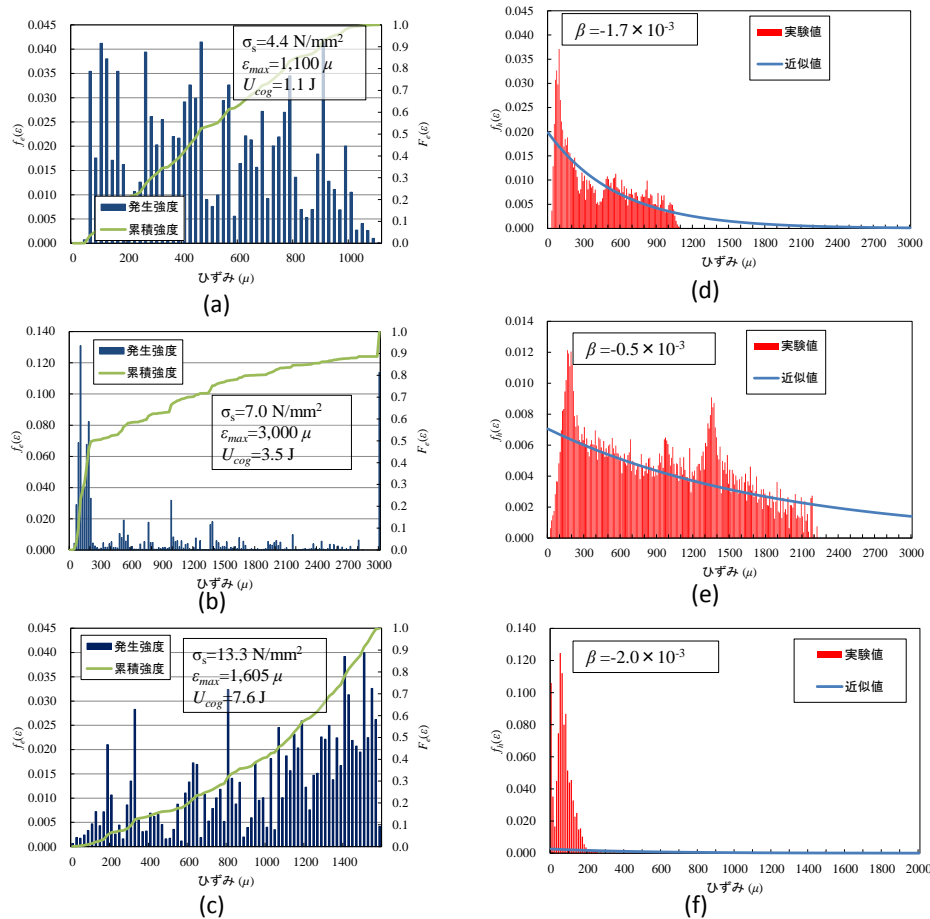 0.045
0.040
0.035
0.030
0.025
0.020
0.015
0.010
0.005
0.000
fe(ε)
σs=4.4 N/mm2
εmax=1,100 μ
Ucog=1.1 J
発生強度
累積強度
1.0
0.9
0.8
0.7
0.6
0.5
0.4
0.3
0.2
0.1
0.0
Fe(ε)
0 200 400 600 800 1000
ひずみ (μ)
(a)
β=-1.7×10-3
実験値
近似値
0.045
0.040
0.035
0.030
0.025
0.020
0.015
0.010
0.005
0.000
fh(ε)
0 300 600 900 1200 1500 1800 2100 2400 2700 3000
ひずみ (μ)
(d)
0.140
0.120
0.100
0.080
0.060
0.040
0.020
0.000
fe(ε)
発生強度
累積強度
σs=7.0 N/mm2
εmax=3,000 μ
Ucog=3.5 J
1.0
0.9
0.8
0.7
0.6
0.5
0.4
0.3
0.2
0.1
0.0
Fe(ε)
0 300 600 900 1200 1500 1800 2100 2400 2700 3000
ひずみ (μ)
(b)
β=-0.5×10-3
実験値
近似値
0.014
0.012
0.010
0.008
0.006
0.004
0.002
0.000
fh(ε)
0 300 600 900 1200 1500 1800 2100 2400 2700 3000
ひずみ (μ)
(e)
0.045
0.040
0.035
0.030
0.025
0.020
0.015
0.010
0.005
0.000
fe(ε)
発生強度
累積強度
σs=13.3 N/mm2
εmax=1,605 μ
Ucog=7.6 J
1.0
0.9
0.8
0.7
0.6
0.5
0.4
0.3
0.2
0.1
0.0
Fe(ε)
0 200 400 600 800 1000 1200 1400
ひずみ (μ)
(c)
β=-2.0×10-3
実験値
近似値
0.140
0.120
0.100
0.080
0.060
0.040
0.020
0.000
fh(ε)
0 200 400 600 800 1000 1200 1400 1600 1800 2000
ひずみ (μ)
(f)